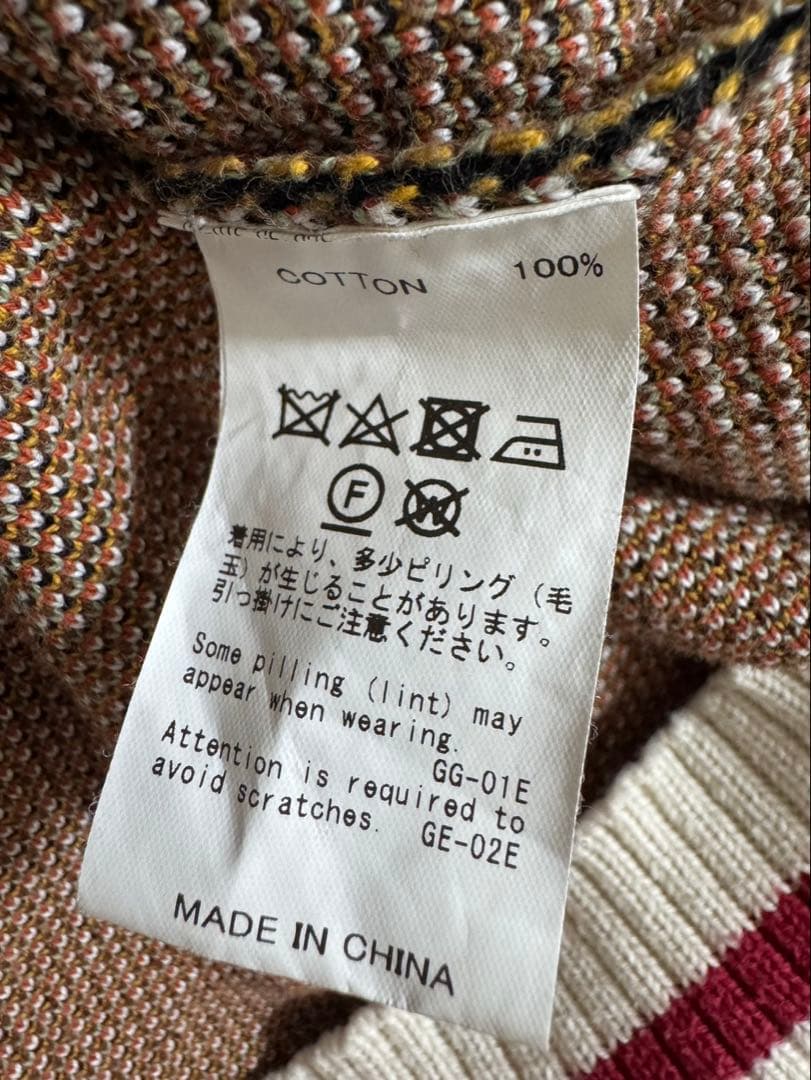 COTTON 100%
F
W
着用により、多少ピリング（毛
玉）が生じることがあります。
引っ掛けにご注意ください。
Some pilling (lint) may
appear when wearing.
GG-01E
Attention is required to
avoid scratches. GE-02E
MADE IN CHINA